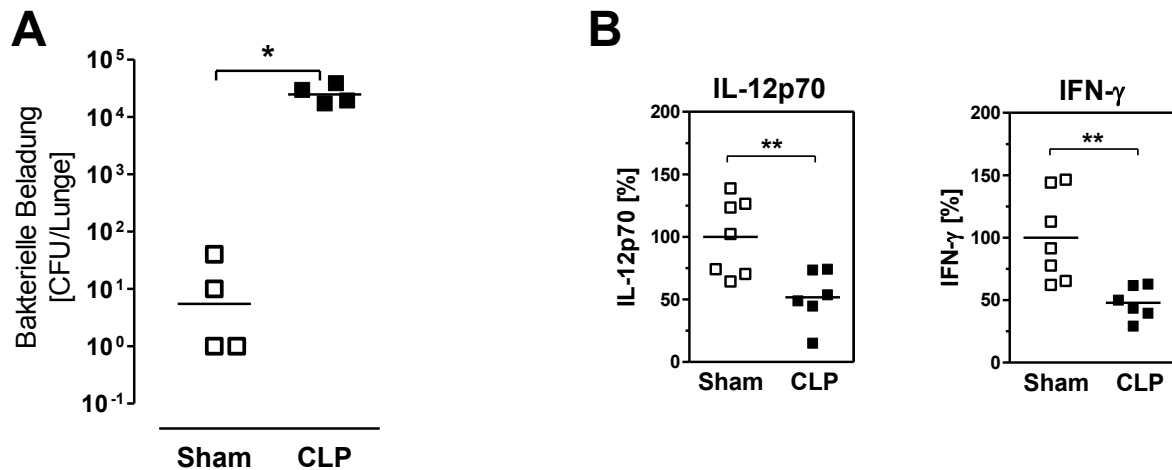 A
Bakterielle Beladung
[CFU/Lunge]
10⁵
10⁴
10³
10²
10¹
10⁰
10⁻¹
*
Sham
CLP
B
IL-12p70
IL-12p70 [%]
200
150
100
50
0
**
Sham
CLP
IFN-γ
IFN-γ [%]
200
150
100
50
0
**
Sham
CLP